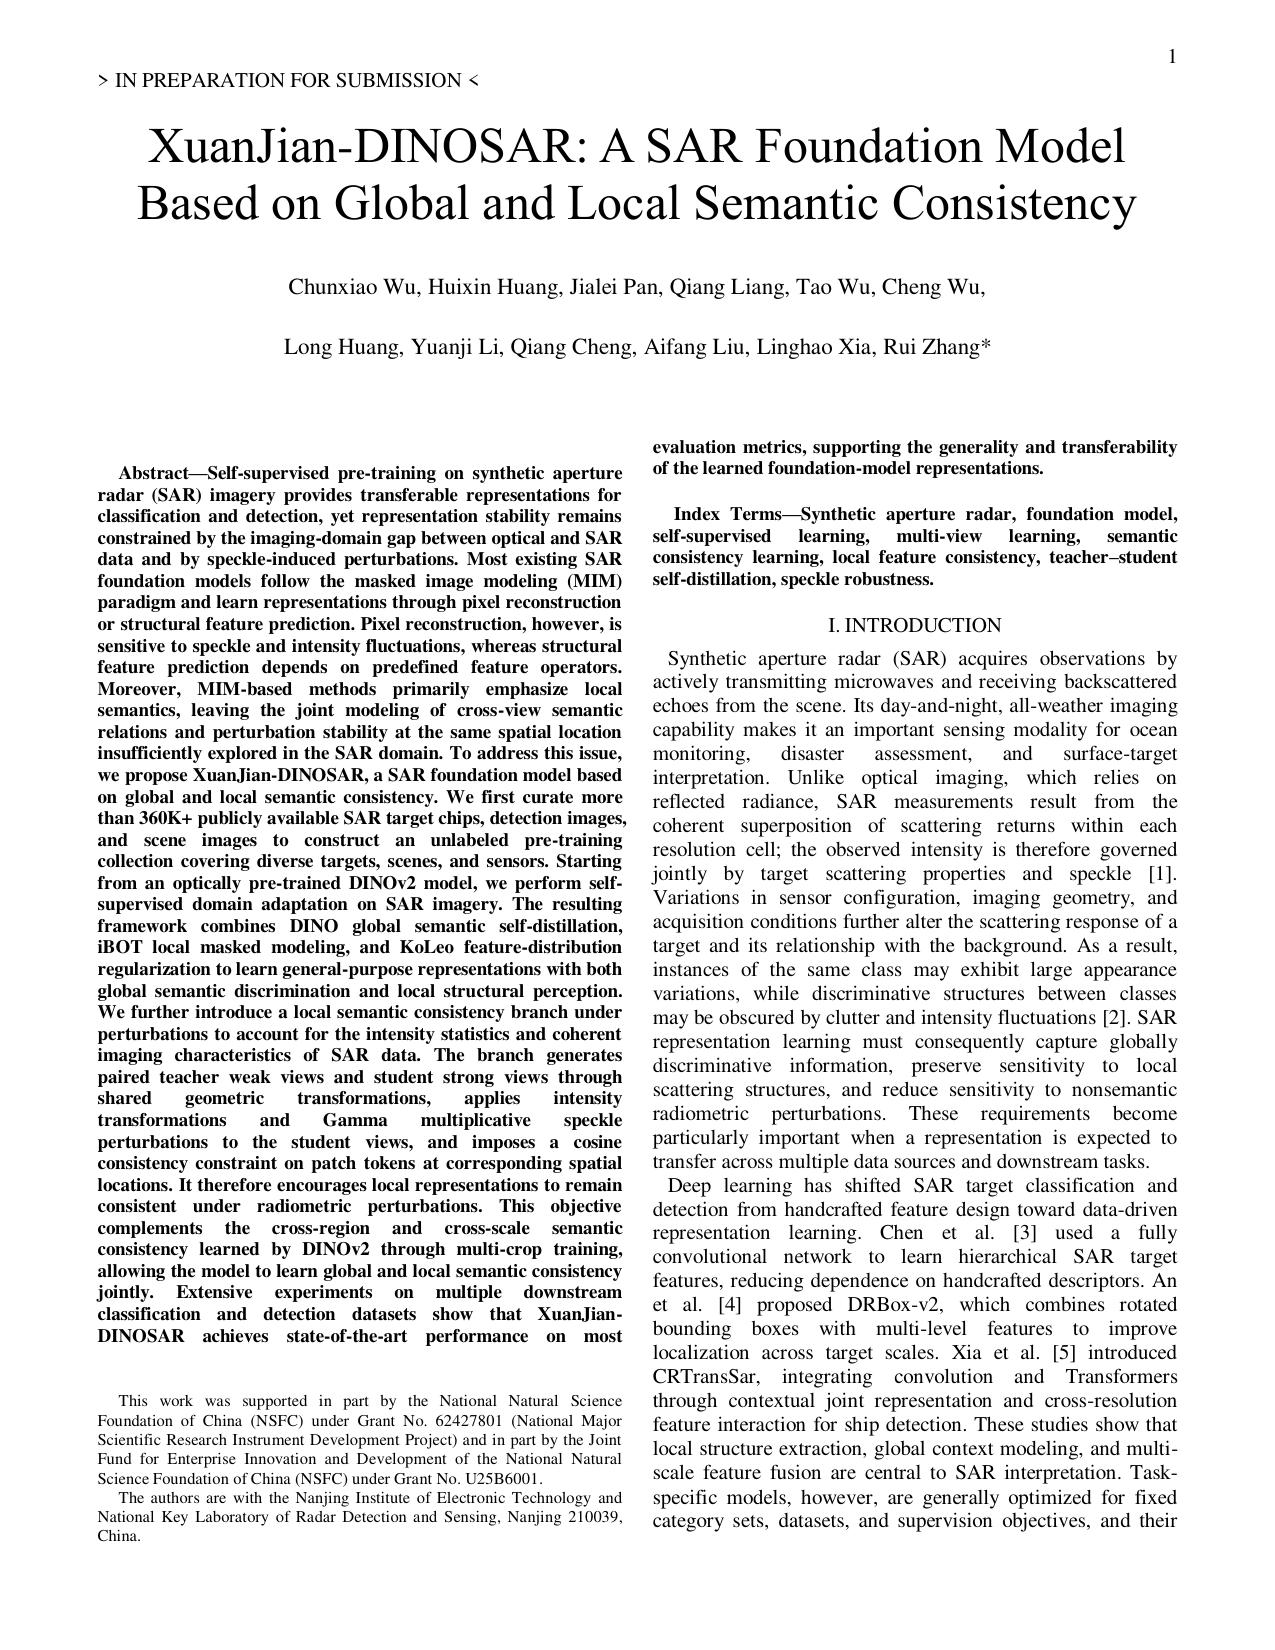 1
> IN PREPARATION FOR SUBMISSION <
XuanJian-DINOSAR: A SAR Foundation Model
Based on Global and Local Semantic Consistency
Chunxiao Wu, Huixin Huang, Jialei Pan, Qiang Liang, Tao Wu, Cheng Wu,
Long Huang, Yuanji Li, Qiang Cheng, Aifang Liu, Linghao Xia, Rui Zhang*
Abstract—Self-supervised pre-training on synthetic aperture
radar (SAR) imagery provides transferable representations for
classification and detection, yet representation stability remains
constrained by the imaging-domain gap between optical and SAR
data and by speckle-induced perturbations. Most existing SAR
foundation models follow the masked image modeling (MIM)
paradigm and learn representations through pixel reconstruction
or structural feature prediction. Pixel reconstruction, however, is
sensitive to speckle and intensity fluctuations, whereas structural
feature prediction depends on predefined feature operators.
Moreover, MIM-based methods primarily emphasize local
semantics, leaving the joint modeling of cross-view semantic
relations and perturbation stability at the same spatial location
insufficiently explored in the SAR domain. To address this issue,
we propose XuanJian-DINOSAR, a SAR foundation model based
on global and local semantic consistency. We first curate more
than 360K+ publicly available SAR target chips, detection images,
and scene images to construct an unlabeled pre-training
collection covering diverse targets, scenes, and sensors. Starting
from an optically pre-trained DINOv2 model, we perform self-
supervised domain adaptation on SAR imagery. The resulting
framework combines DINO global semantic self-distillation,
iBOT local masked modeling, and KoLeo feature-distribution
regularization to learn general-purpose representations with both
global semantic discrimination and local structural perception.
We further introduce a local semantic consistency branch under
perturbations to account for the intensity statistics and coherent
imaging characteristics of SAR data. The branch generates
paired teacher weak views and student strong views through
shared geometric transformations, applies intensity
transformations and Gamma multiplicative speckle
perturbations to the student views, and imposes a cosine
consistency constraint on patch tokens at corresponding spatial
locations. It therefore encourages local representations to remain
consistent under radiometric perturbations. This objective
complements the cross-region and cross-scale semantic
consistency learned by DINOv2 through multi-crop training,
allowing the model to learn global and local semantic consistency
jointly. Extensive experiments on multiple downstream
classification and detection datasets show that XuanJian-
DINOSAR achieves state-of-the-art performance on most
This work was supported in part by the National Natural Science
Foundation of China (NSFC) under Grant No. 62427801 (National Major
Scientific Research Instrument Development Project) and in part by the Joint
Fund for Enterprise Innovation and Development of the National Natural
Science Foundation of China (NSFC) under Grant No. U25B6001.
The authors are with the Nanjing Institute of Electronic Technology and
National Key Laboratory of Radar Detection and Sensing, Nanjing 210039,
China.
evaluation metrics, supporting the generality and transferability
of the learned foundation-model representations.
Index Terms—Synthetic aperture radar, foundation model,
self-supervised learning, multi-view learning, semantic
consistency learning, local feature consistency, teacher–student
self-distillation, speckle robustness.
I. INTRODUCTION
Synthetic aperture radar (SAR) acquires observations by
actively transmitting microwaves and receiving backscattered
echoes from the scene. Its day-and-night, all-weather imaging
capability makes it an important sensing modality for ocean
monitoring, disaster assessment, and surface-target
interpretation. Unlike optical imaging, which relies on
reflected radiance, SAR measurements result from the
coherent superposition of scattering returns within each
resolution cell; the observed intensity is therefore governed
jointly by target scattering properties and speckle [1].
Variations in sensor configuration, imaging geometry, and
acquisition conditions further alter the scattering response of a
target and its relationship with the background. As a result,
instances of the same class may exhibit large appearance
variations, while discriminative structures between classes
may be obscured by clutter and intensity fluctuations [2]. SAR
representation learning must consequently capture globally
discriminative information, preserve sensitivity to local
scattering structures, and reduce sensitivity to nonsemantic
radiometric perturbations. These requirements become
particularly important when a representation is expected to
transfer across multiple data sources and downstream tasks.
Deep learning has shifted SAR target classification and
detection from handcrafted feature design toward data-driven
representation learning. Chen et al. [3] used a fully
convolutional network to learn hierarchical SAR target
features, reducing dependence on handcrafted descriptors. An
et al. [4] proposed DRBox-v2, which combines rotated
bounding boxes with multi-level features to improve
localization across target scales. Xia et al. [5] introduced
CRTransSar, integrating convolution and Transformers
through contextual joint representation and cross-resolution
feature interaction for ship detection. These studies show that
local structure extraction, global context modeling, and multi-
scale feature fusion are central to SAR interpretation. Task-
specific models, however, are generally optimized for fixed
category sets, datasets, and supervision objectives, and their